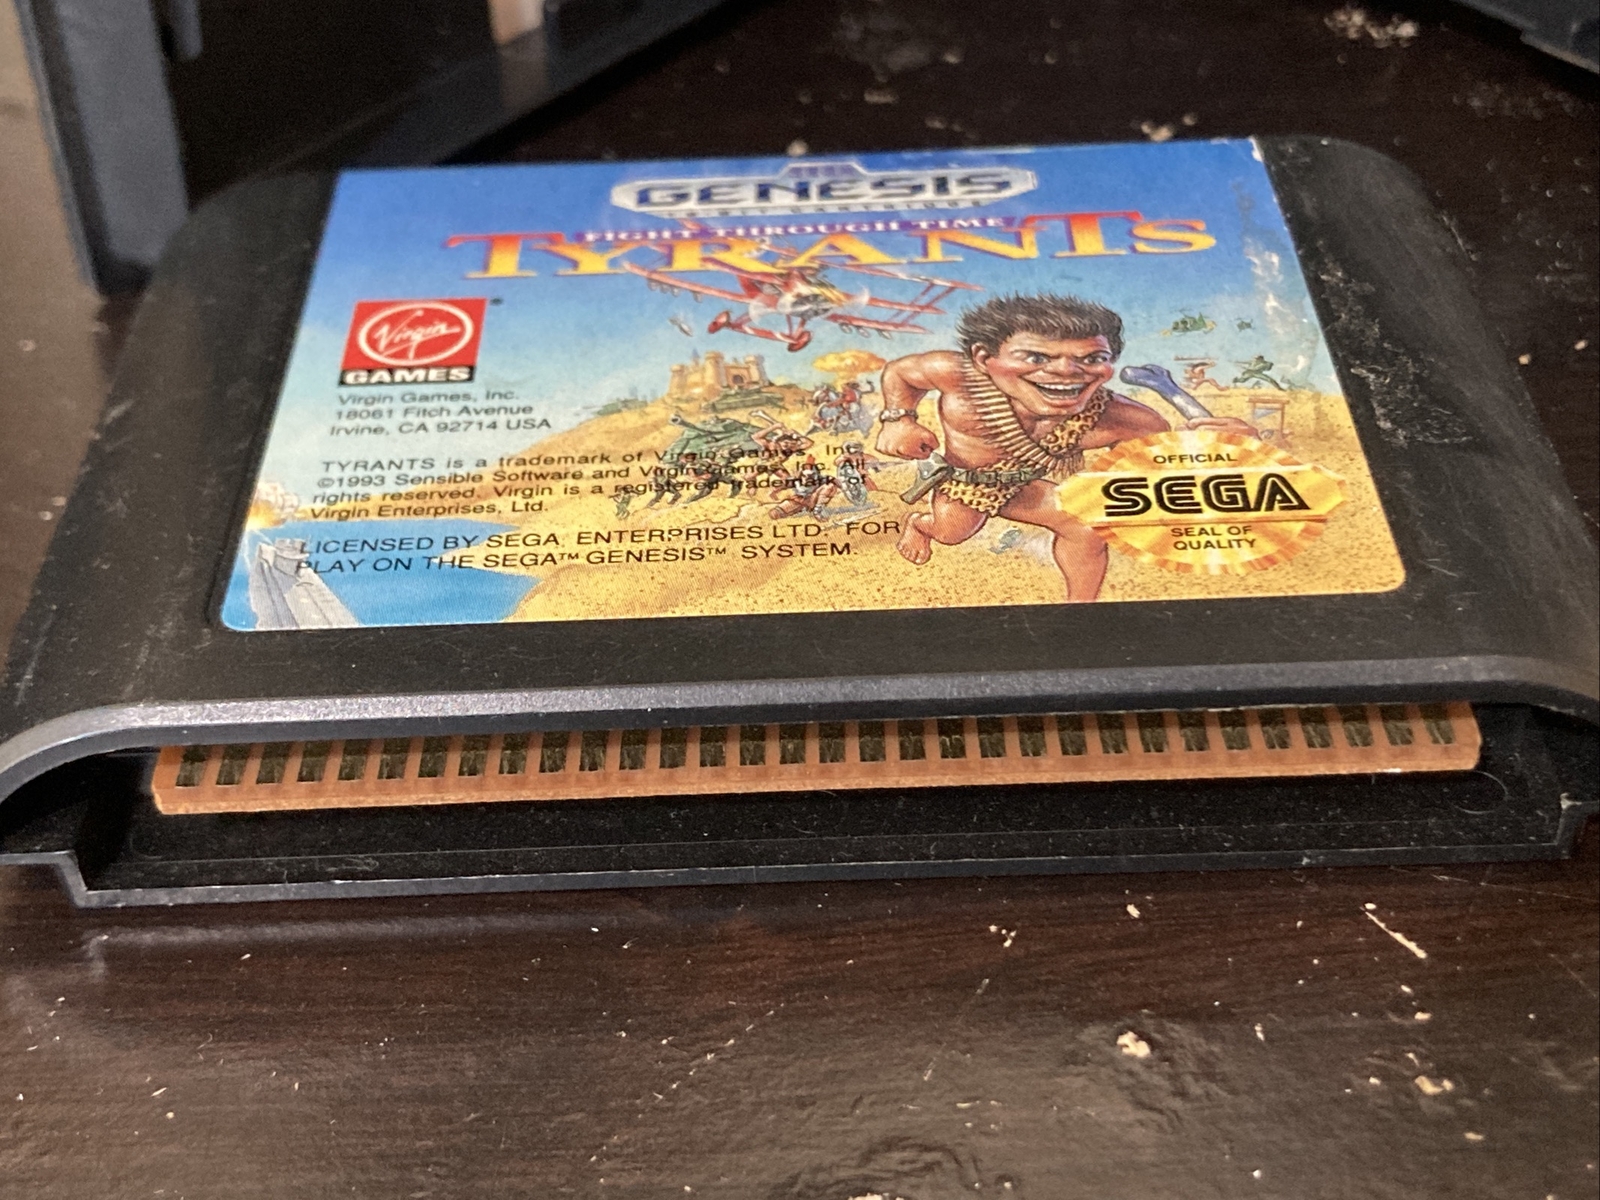 GENESIS
16-BIT CARTRIDGE
FIGHT THROUGH TIME
TYRANTS
Virgin
GAMES
Virgin Games, Inc.
18061 Fitch Avenue
Irvine, CA 92714 USA
TYRANTS is a trademark of Virgin Games, Inc.
©1993 Sensible Software and Virgin Games, Inc. All
rights reserved. Virgin is a registered trademark of
Virgin Enterprises, Ltd.
LICENSED BY SEGA ENTERPRISES LTD. FOR
PLAY ON THE SEGA™ GENESIS™ SYSTEM.
OFFICIAL
SEGA
SEAL OF
QUALITY